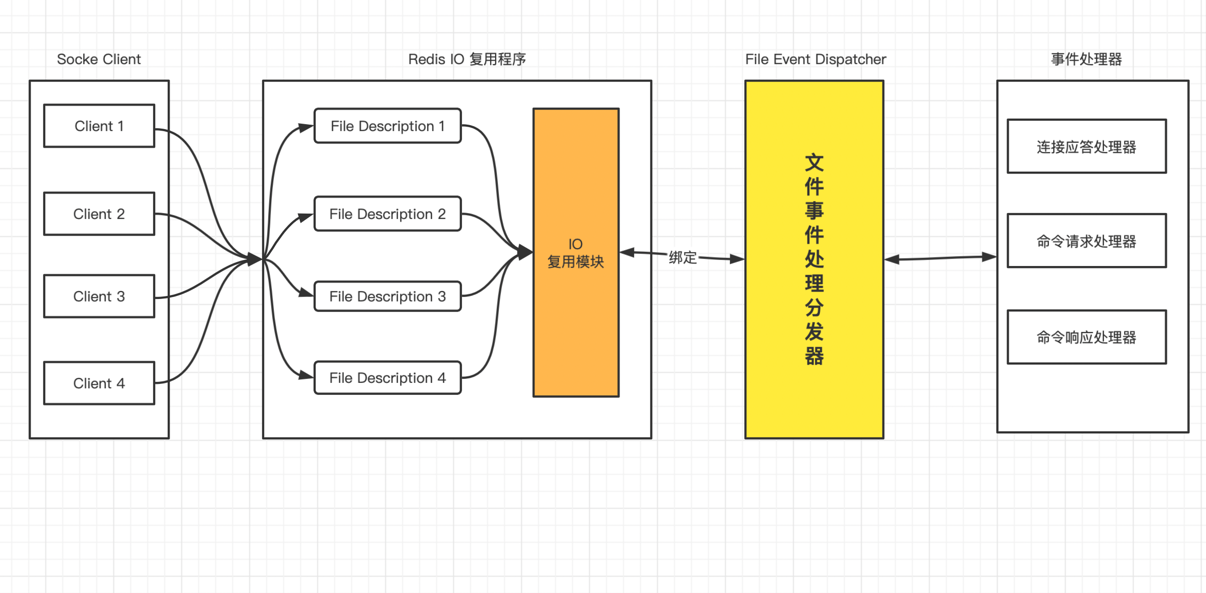 Socke Client
Redis IO 复用程序
File Event Dispatcher
事件处理器
Client 1
Client 2
Client 3
Client 4
File Description 1
File Description 2
File Description 3
File Description 4
IO
复用模块
绑定
文件事件处理分发器
连接应答处理器
命令请求处理器
命令响应处理器